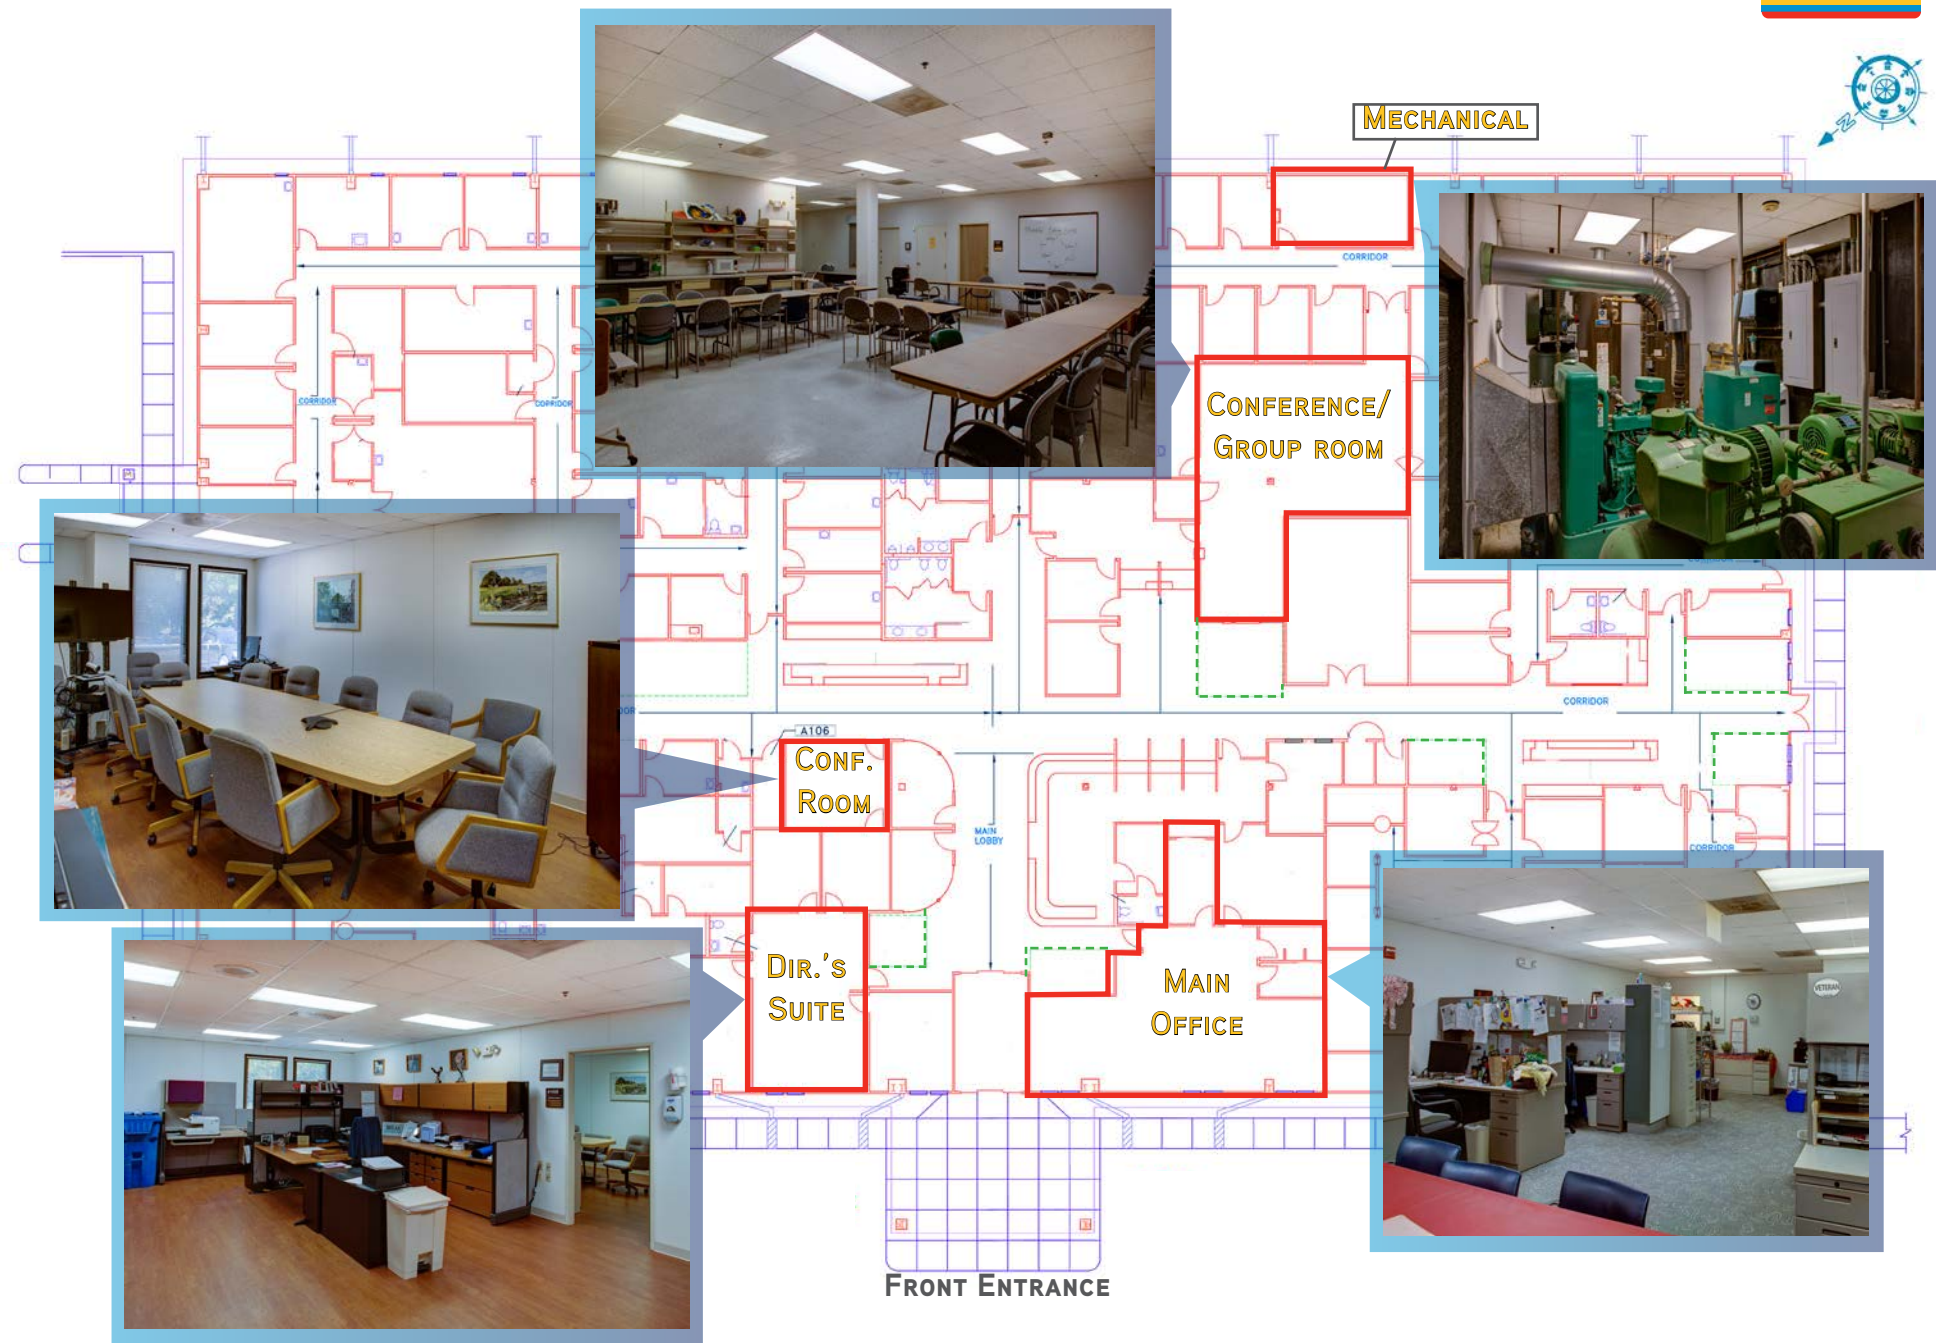 MECHANICAL
N
CORRIDOR
CORRIDOR
CORRIDOR
CONFERENCE/
GROUP ROOM
CORRIDOR
A106
CONF.
ROOM
MAIN
LOBBY
CORRIDOR
DIR.'S
SUITE
MAIN
OFFICE
VETERAN
FRONT ENTRANCE